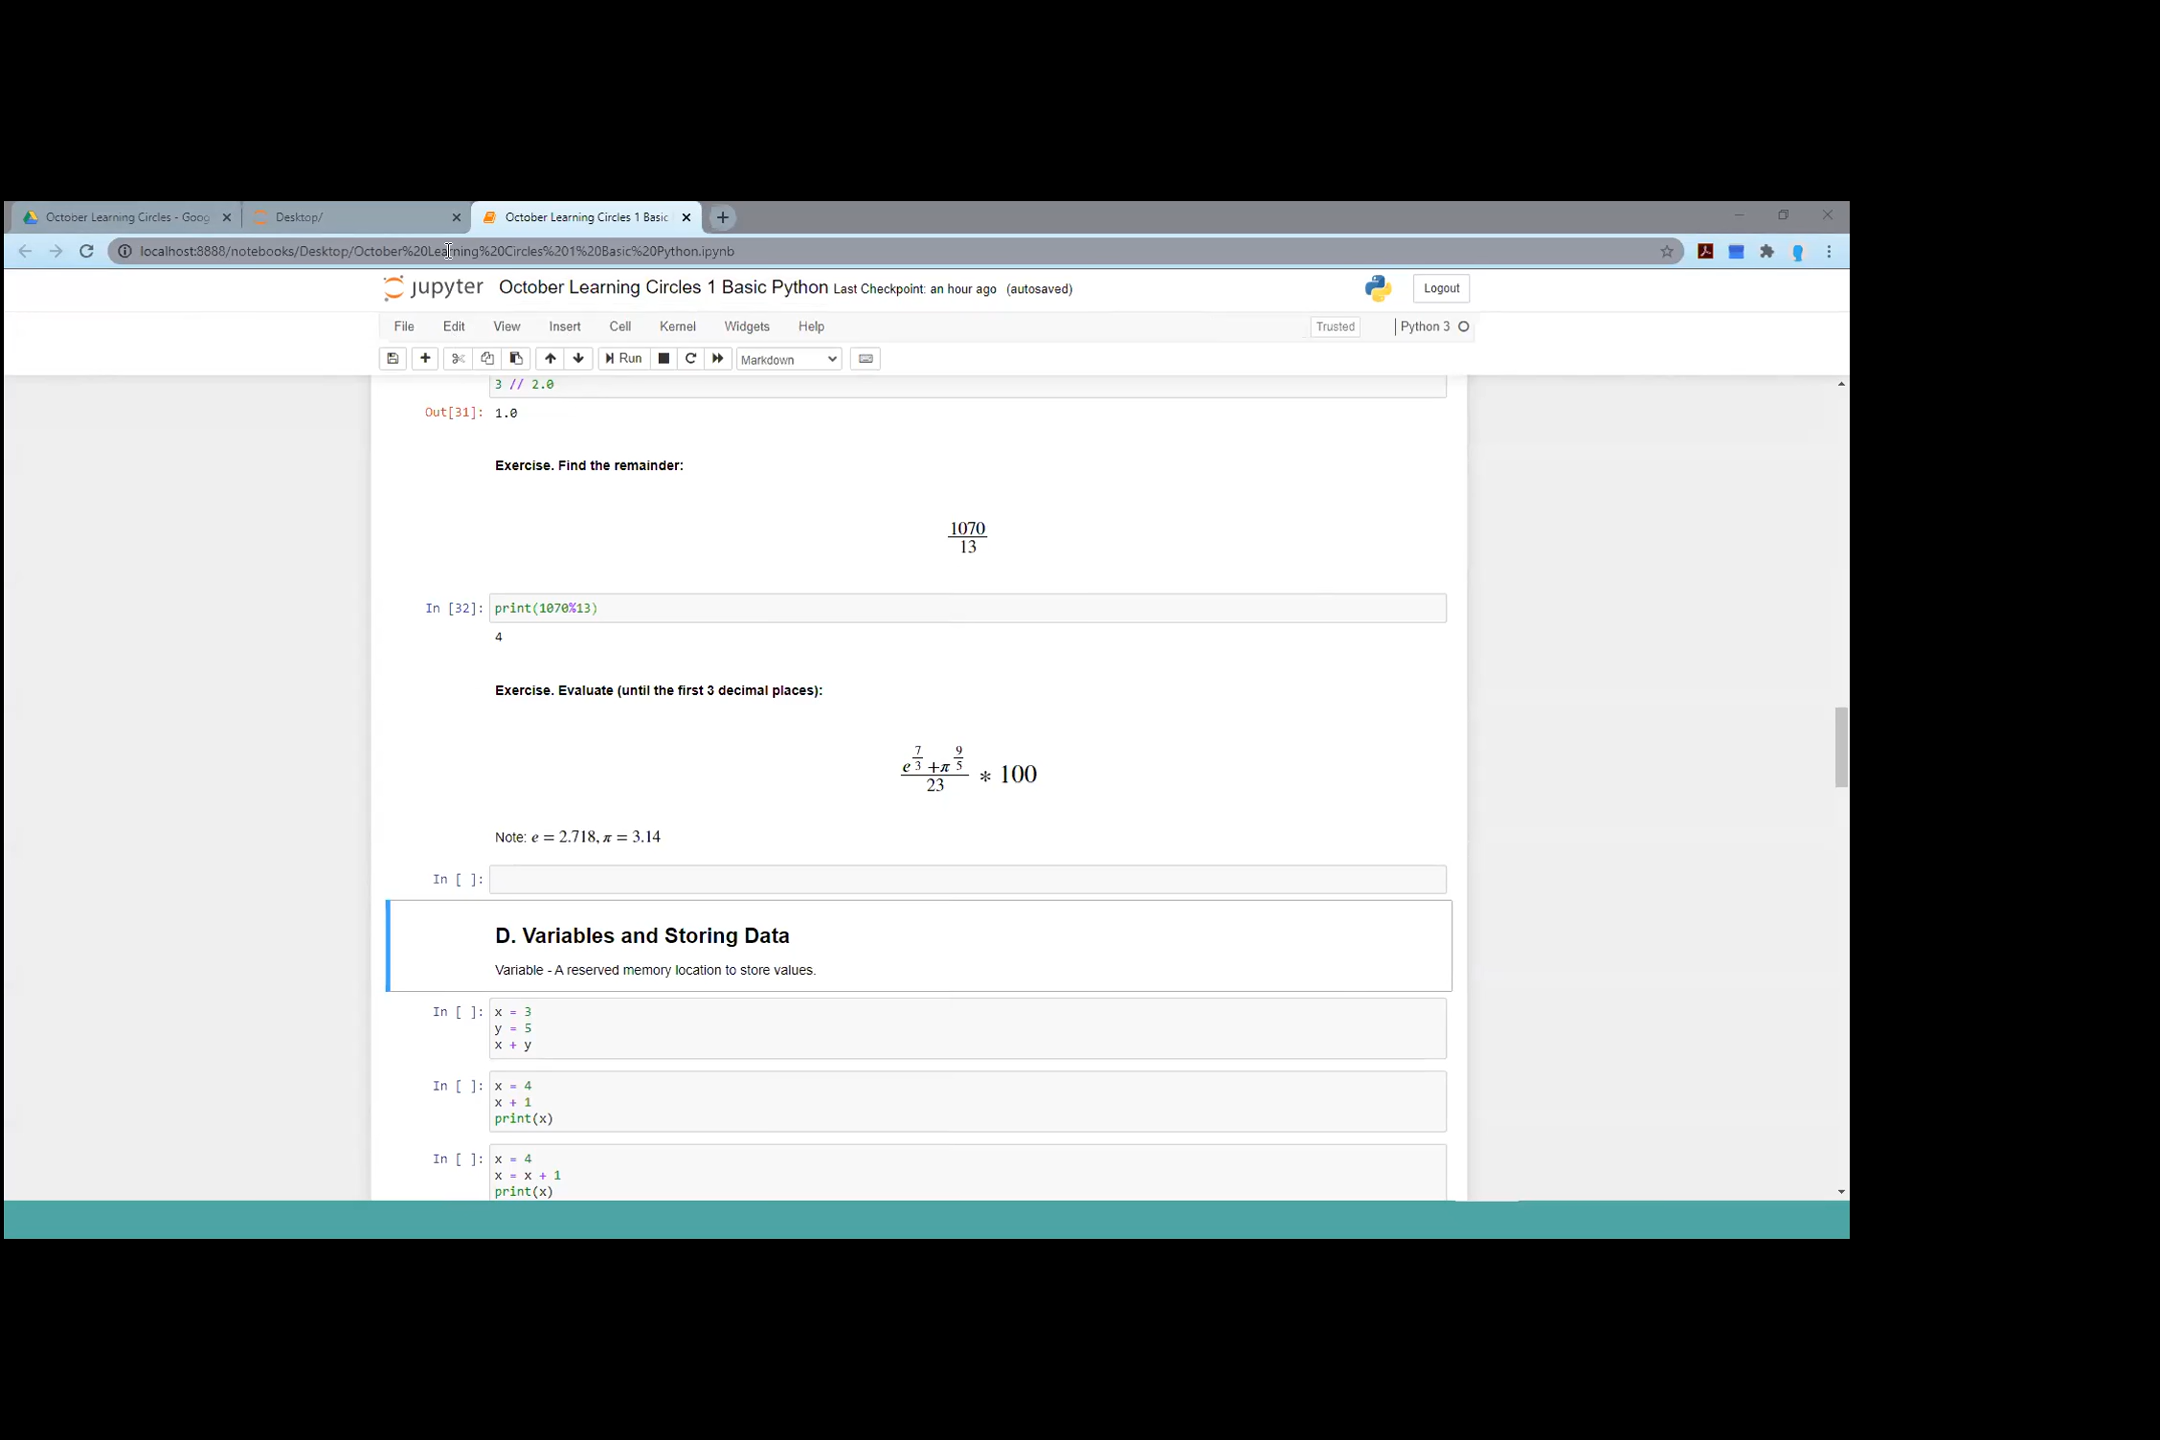 October Learning Circles - Goog
Desktop/
October Learning Circles 1 Basic
localhost:8888/notebooks/Desktop/October%20Learning%20Circles%201%20Basic%20Python.ipynb
jupyter October Learning Circles 1 Basic Python Last Checkpoint: an hour ago (autosaved)
Logout
File Edit View Insert Cell Kernel Widgets Help
Trusted
Python 3
Run
Markdown
3 // 2.0
Out[31]: 1.0
Exercise. Find the remainder:
1070
13
In [32]: print(1070%13)
4
Exercise. Evaluate (until the first 3 decimal places):
e^(7/3) + π^(9/5)
23
* 100
Note: e = 2.718, π = 3.14
In [ ]:
D. Variables and Storing Data
Variable - A reserved memory location to store values.
In [ ]: x = 3
y = 5
x + y
In [ ]: x = 4
x + 1
print(x)
In [ ]: x = 4
x = x + 1
print(x)